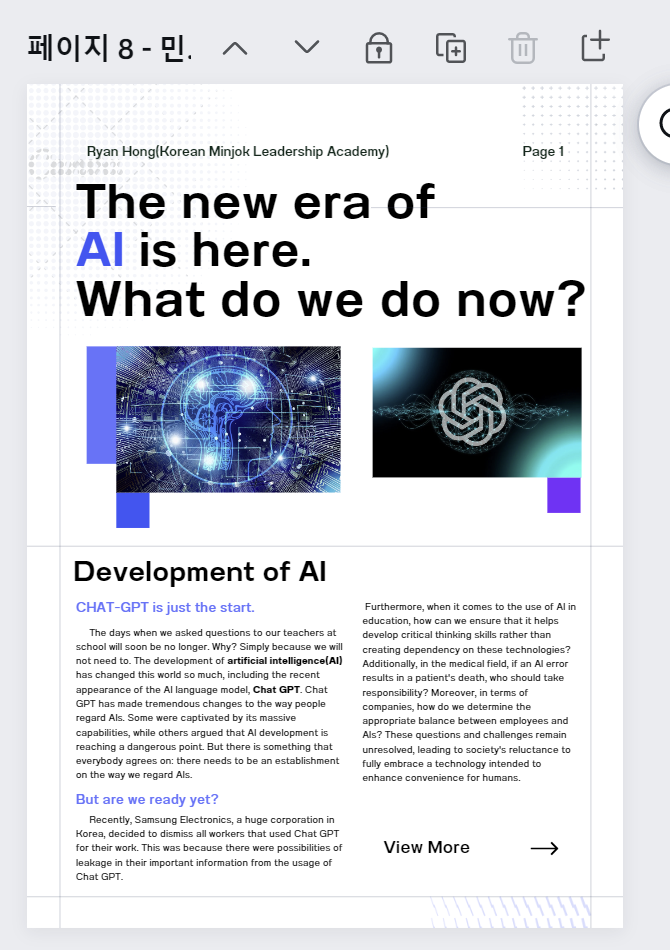 페이지 8 - 민.
Ryan Hong(Korean Minjok Leadership Academy)
Page 1
The new era of
AI is here.
What do we do now?
Development of AI
CHAT-GPT is just the start.
The days when we asked questions to our teachers at
school will soon be no longer. Why? Simply because we will
not need to. The development of artificial intelligence(AI)
has changed this world so much, including the recent
appearance of the AI language model, Chat GPT. Chat
GPT has made tremendous changes to the way people
regard AIs. Some were captivated by its massive
capabilities, while others argued that AI development is
reaching a dangerous point. But there is something that
everybody agrees on: there needs to be an establishment
on the way we regard AIs.
But are we ready yet?
Recently, Samsung Electronics, a huge corporation in
Korea, decided to dismiss all workers that used Chat GPT
for their work. This was because there were possibilities of
leakage in their important information from the usage of
Chat GPT.
Furthermore, when it comes to the use of AI in
education, how can we ensure that it helps
develop critical thinking skills rather than
creating dependency on these technologies?
Additionally, in the medical field, if an AI error
results in a patient's death, who should take
responsibility? Moreover, in terms of
companies, how do we determine the
appropriate balance between employees and
AIs? These questions and challenges remain
unresolved, leading to society's reluctance to
fully embrace a technology intended to
enhance convenience for humans.
View More